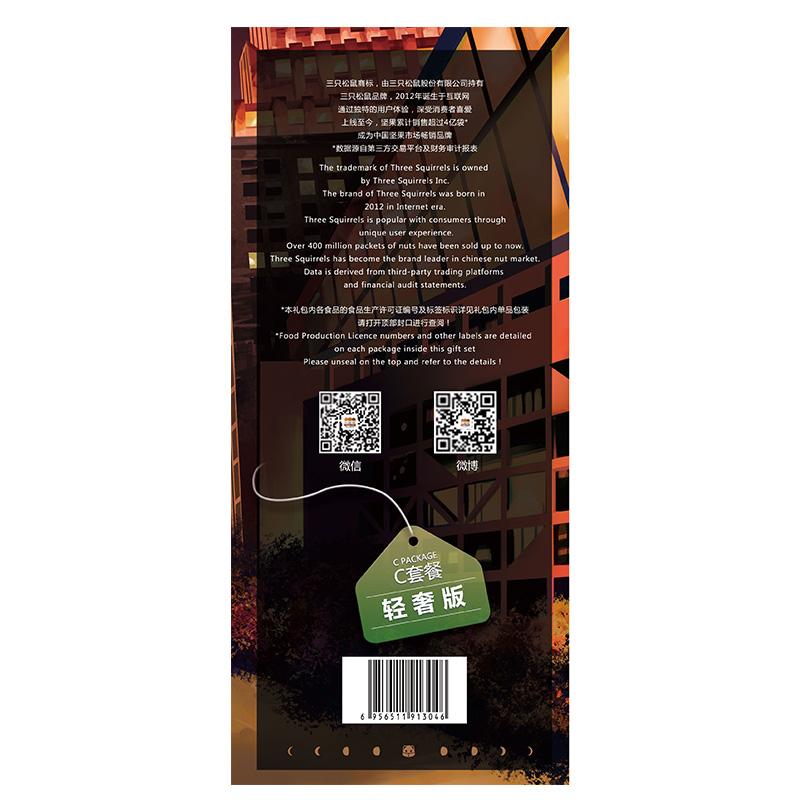 三只松鼠商标，由三只松鼠股份有限公司持有
三只松鼠品牌，2012年诞生于互联网
通过独特的用户体验，深受消费者喜爱
上线至今，坚果累计销售超过4亿袋*
成为中国坚果市场畅销品牌
*数据源自第三方交易平台及财务审计报表
The trademark of Three Squirrels is owned
by Three Squirrels Inc.
The brand of Three Squirrels was born in
2012 in Internet era.
Three Squirrels is popular with consumers through
unique user experience.
Over 400 million packets of nuts have been sold up to now.
Three Squirrels has become the brand leader in chinese nut market.
Data is derived from third-party trading platforms
and financial audit statements.
*本礼包内各食品的食品生产许可证编号及标签标识详见礼包内单品包装
请打开顶部封口进行查阅！
*Food Production Licence numbers and other labels are detailed
on each package inside this gift set
Please unseal on the top and refer to the details !
微信 微博
C PACKAGE
C套餐
轻奢版
6 956511 913046